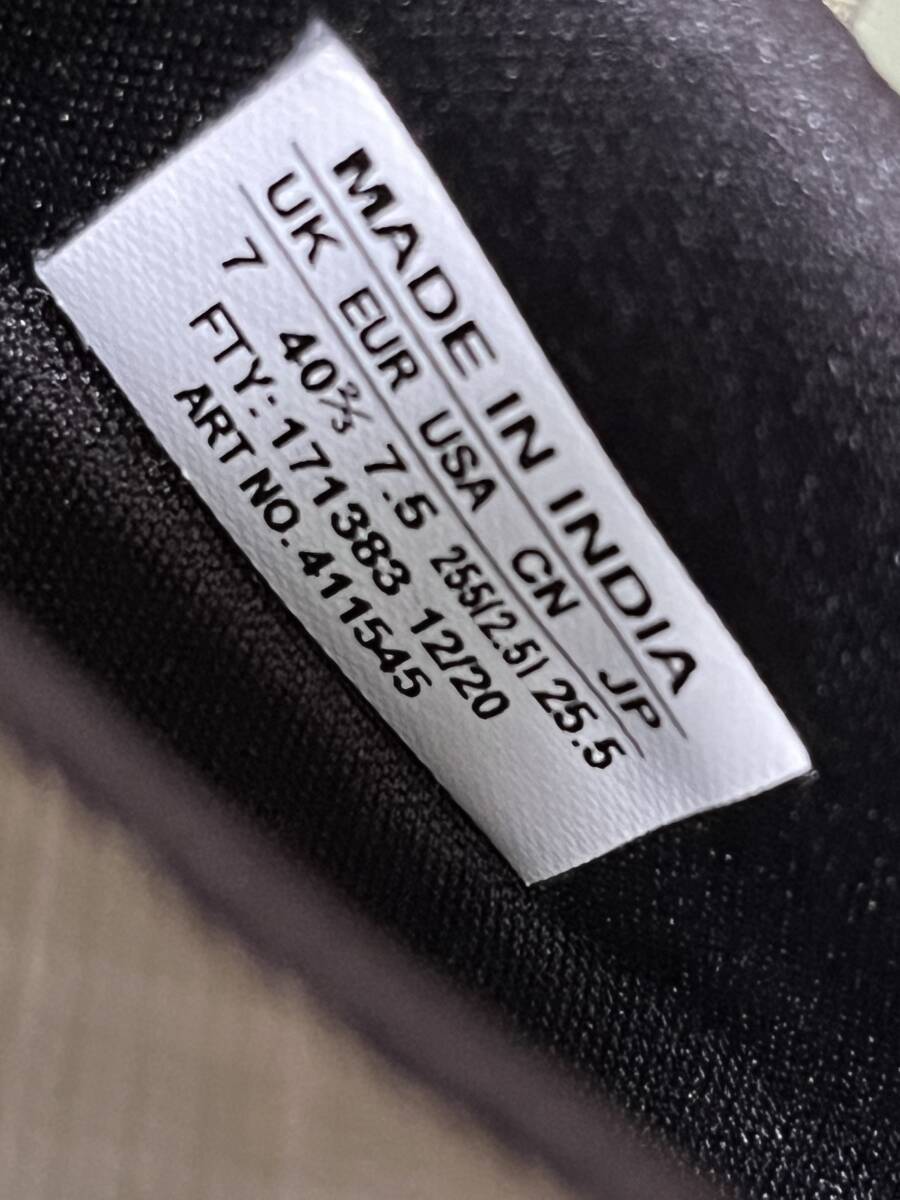 MADE IN INDIA
UK EUR USA CN JP
7 40⅔ 7.5 255(2.5) 25.5
FTY: 171383 12/20
ART NO. 411545